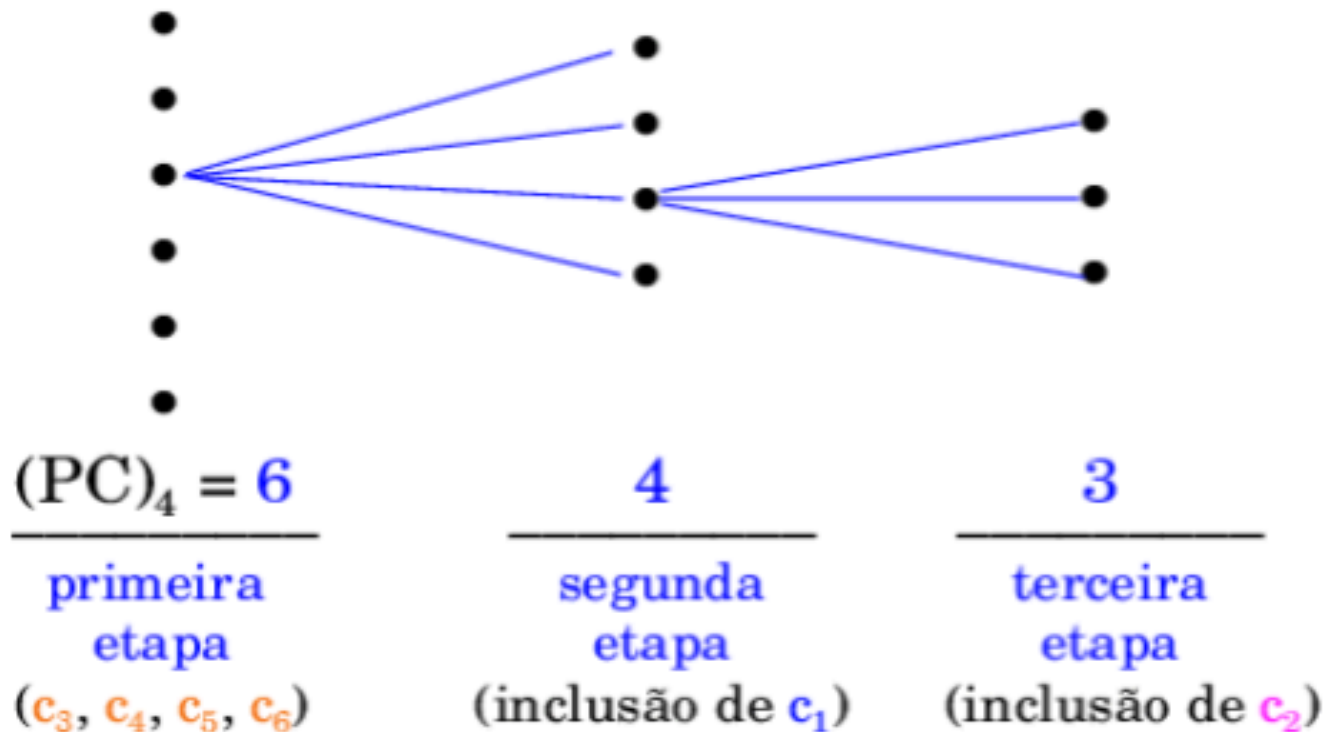 (PC)₄ = 6 4 3
primeira segunda terceira
etapa etapa etapa
(c₃, c₄, c₅, c₆) (inclusão de c₁) (inclusão de c₂)